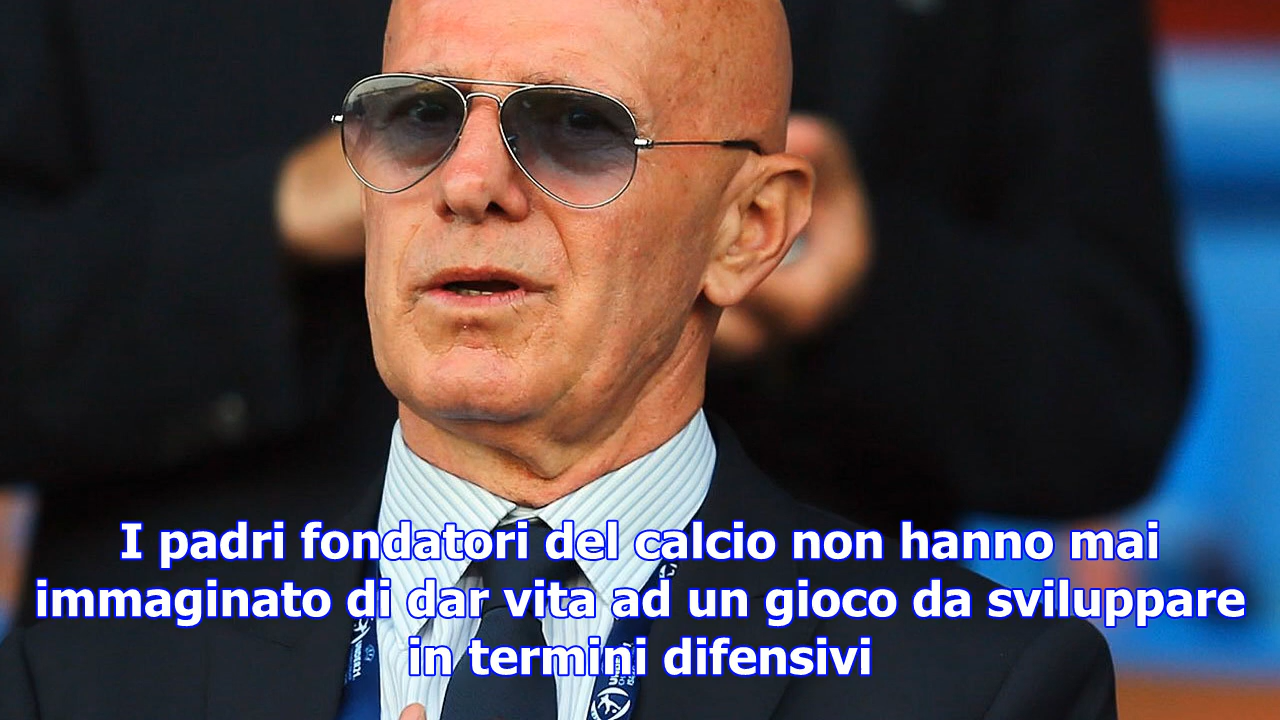 I padri fondatori del calcio non hanno mai
immaginato di dar vita ad un gioco da sviluppare
in termini difensivi